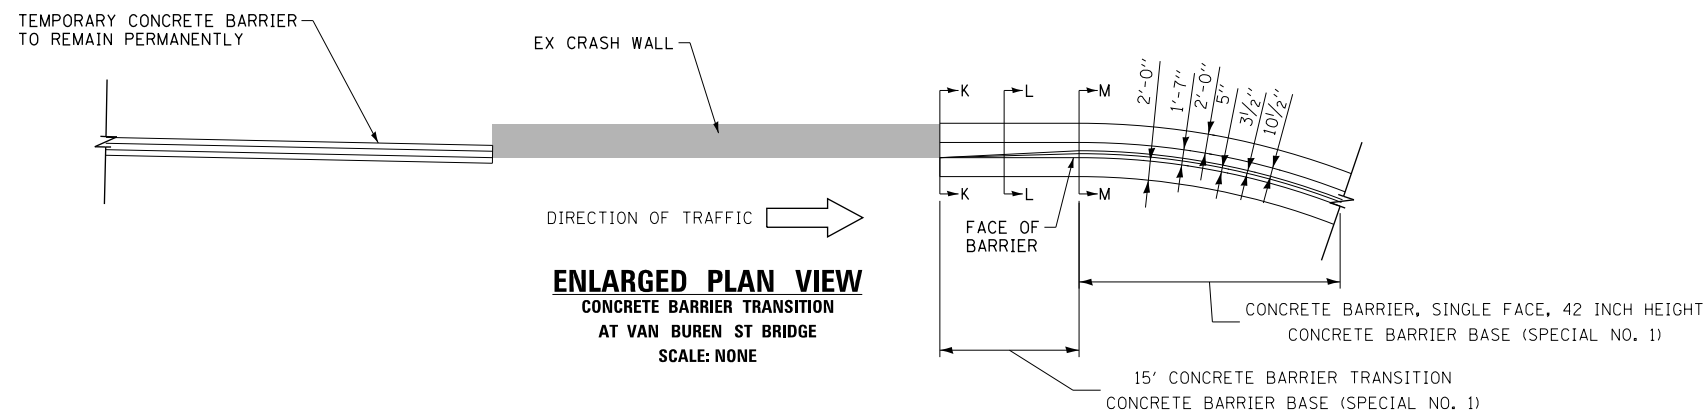 TEMPORARY CONCRETE BARRIER
TO REMAIN PERMANENTLY
EX CRASH WALL
K
L
M
2'-0"
1'-7"
2'-0"
5"
3½"
10½"
K
L
M
DIRECTION OF TRAFFIC
FACE OF
BARRIER
ENLARGED PLAN VIEW
CONCRETE BARRIER TRANSITION
AT VAN BUREN ST BRIDGE
SCALE: NONE
CONCRETE BARRIER, SINGLE FACE, 42 INCH HEIGHT
CONCRETE BARRIER BASE (SPECIAL NO. 1)
15' CONCRETE BARRIER TRANSITION
CONCRETE BARRIER BASE (SPECIAL NO. 1)